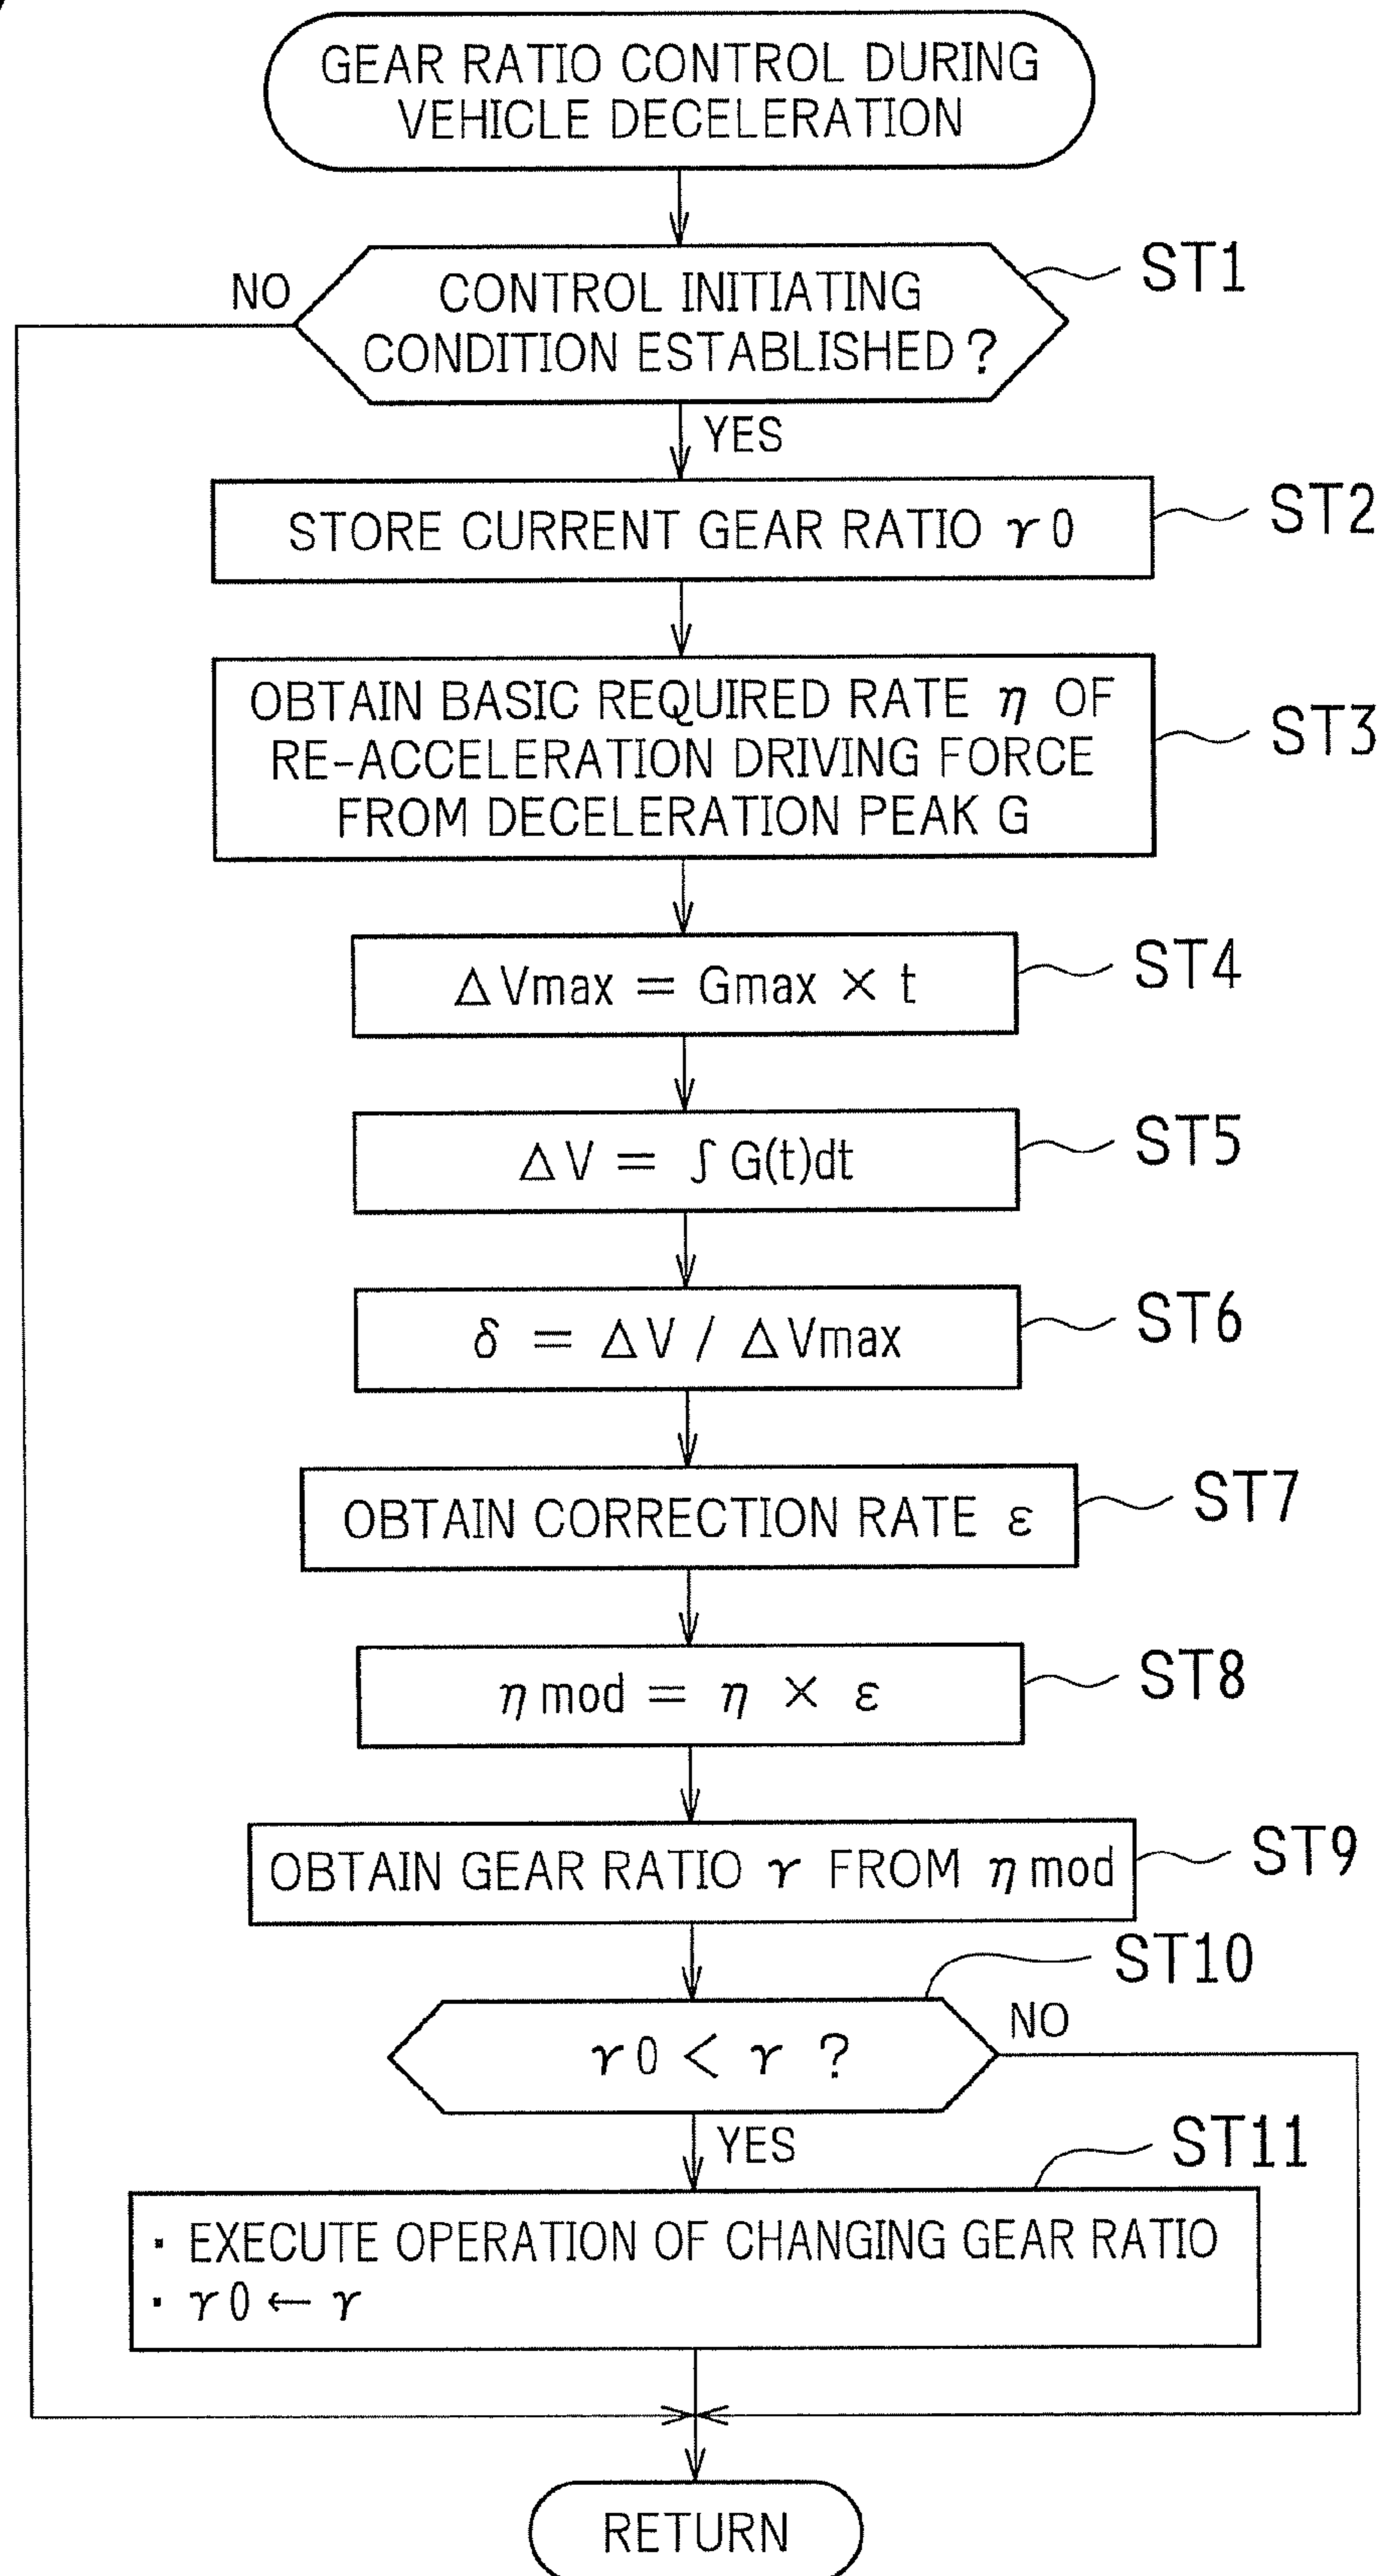 GEAR RATIO CONTROL DURING
VEHICLE DECELERATION
NO
CONTROL INITIATING
CONDITION ESTABLISHED?
ST1
YES
STORE CURRENT GEAR RATIO γ0
ST2
OBTAIN BASIC REQUIRED RATE η OF
RE-ACCELERATION DRIVING FORCE
FROM DECELERATION PEAK G
ST3
ΔVmax = Gmax × t
ST4
ΔV = ∫G(t)dt
ST5
δ = ΔV / ΔVmax
ST6
OBTAIN CORRECTION RATE ε
ST7
ηmod = η × ε
ST8
OBTAIN GEAR RATIO γ FROM ηmod
ST9
ST10
γ0 < γ ?
NO
YES
ST11
· EXECUTE OPERATION OF CHANGING GEAR RATIO
· γ0 ← γ
RETURN